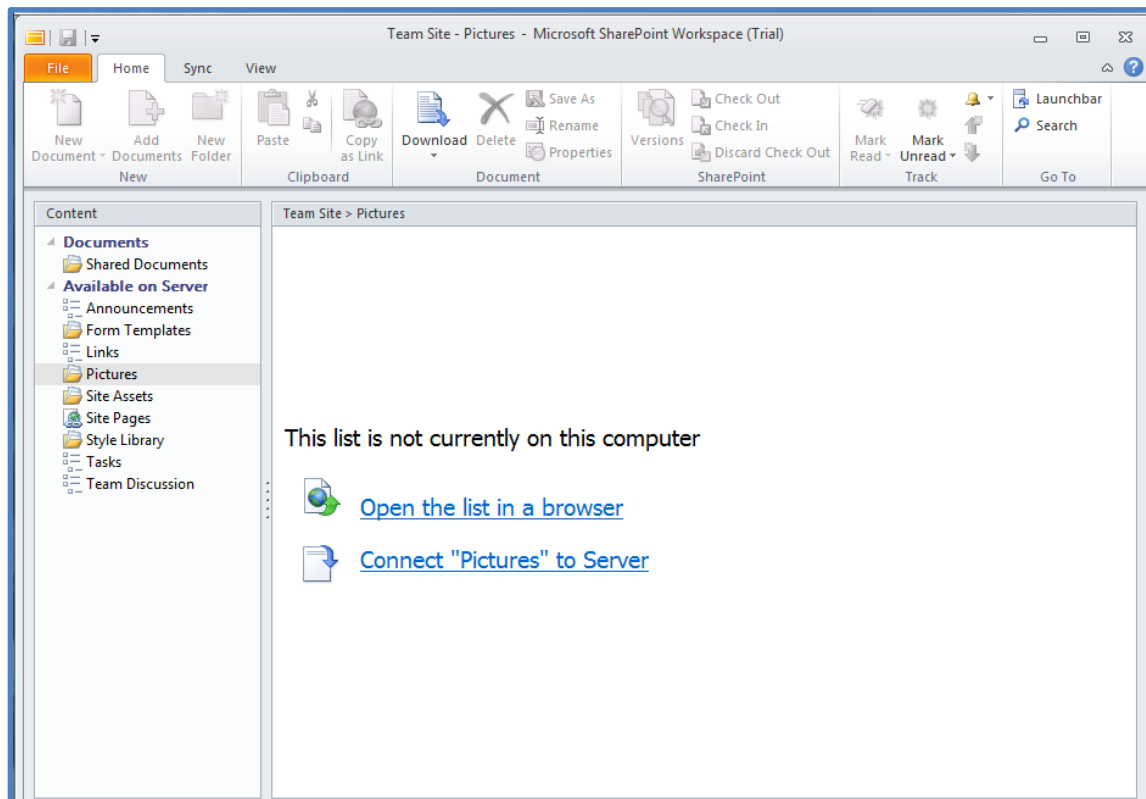 Team Site - Pictures - Microsoft SharePoint Workspace (Trial)
File Home Sync View
New Document
Add Documents
New Folder
New
Paste
Copy as Link
Clipboard
Download
Delete
Save As
Rename
Properties
Document
Versions
Check Out
Check In
Discard Check Out
SharePoint
Mark Read
Mark Unread
Track
Launchbar
Search
Go To
Content
Documents
Shared Documents
Available on Server
Announcements
Form Templates
Links
Pictures
Site Assets
Site Pages
Style Library
Tasks
Team Discussion
Team Site > Pictures
This list is not currently on this computer
Open the list in a browser
Connect "Pictures" to Server